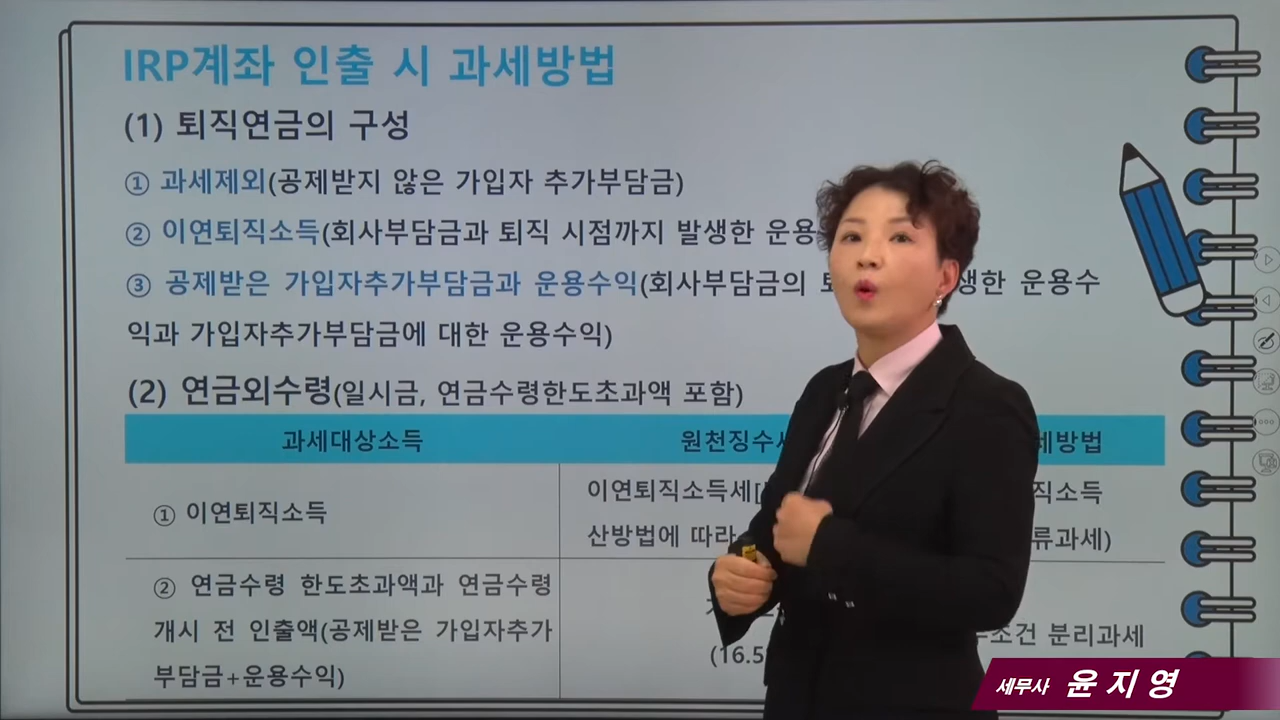 IRP계좌 인출 시 과세방법
(1) 퇴직연금의 구성
① 과세제외(공제받지 않은 가입자 추가부담금)
② 이연퇴직소득(회사부담금과 퇴직 시점까지 발생한 운용
③ 공제받은 가입자추가부담금과 운용수익(회사부담금의 생한 운용수
익과 가입자추가부담금에 대한 운용수익)
(2) 연금외수령(일시금, 연금수령한도초과액 포함)
과세대상소득 원천징수 세방법
① 이연퇴직소득
이연퇴직소득세[ 직소득
산방법에 따라 류과세)
② 연금수령 한도초과액과 연금수령
개시 전 인출액(공제받은 가입자추가
부담금+운용수익)
(16.5
조건 분리과세
세무사 윤지영